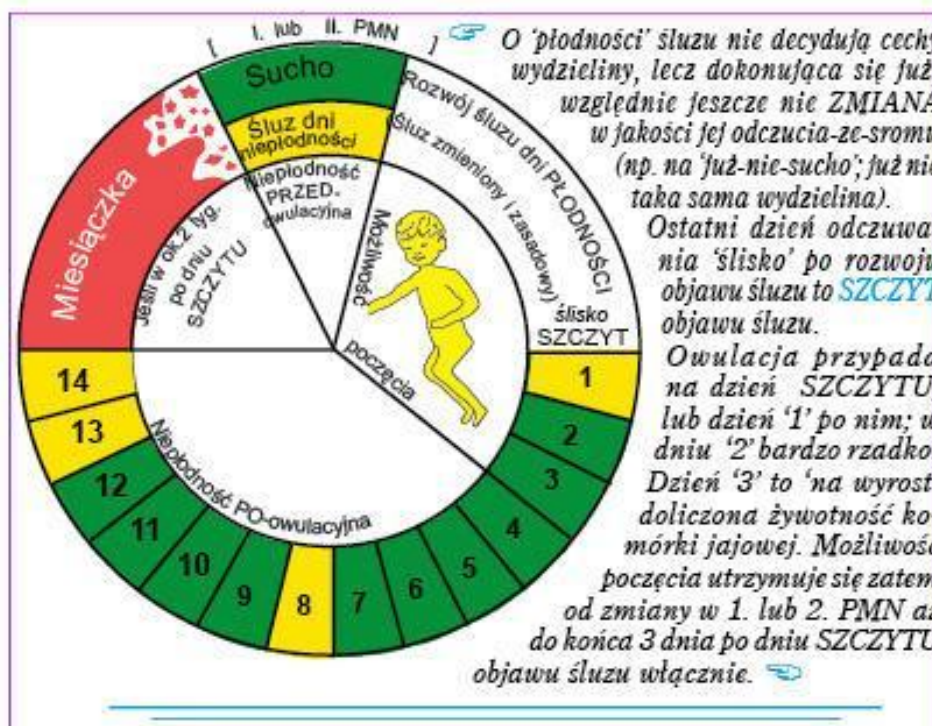 [ I. lub II. PMN ]
Sucho
Śluz dni
niepłodności
Niepłodność
PRZED-
owulacyjna
Rozwój śluzu dni PŁODNOŚCI
(Śluz zmieniony i zasadowy)
ślisko
SZCZYT
Możliwość
poczęcia
Miesiączka
Jeśli w ok.2 tyg.
po dniu
SZCZYTU
1
2
3
4
5
6
7
8
9
10
11
12
13
14
Niepłodność PO-owulacyjna
O 'płodności' śluzu nie decydują cechy
wydzieliny, lecz dokonująca się już,
względnie jeszcze nie ZMIANA
w jakości jej odczucia-ze-sromu
(np. na 'już-nie-sucho'; już nie
taka sama wydzielina).
Ostatni dzień odczuwa-
nia 'ślisko' po rozwoju
objawu śluzu to SZCZYT
objawu śluzu.
Owulacja przypada
na dzień SZCZYTU,
lub dzień '1' po nim; w
dniu '2' bardzo rzadko.
Dzień '3' to 'na wyrost'
doliczona żywotność ko-
mórki jajowej. Możliwość
poczęcia utrzymuje się zatem
od zmiany w 1. lub 2. PMN aż
do końca 3 dnia po dniu SZCZYTU
objawu śluzu włącznie.